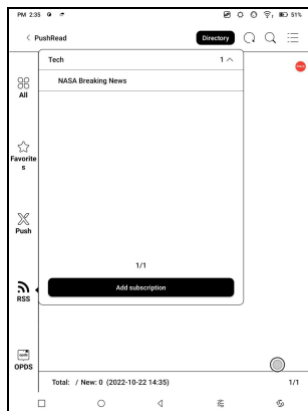 PM 2:35
51%
PushRead
Directory
Tech 1
NASA Breaking News
All
Favorite
s
Push
RSS
OPDS
1/1
Add subscription
Total: / New: 0 (2022-10-22 14:35) 1/1